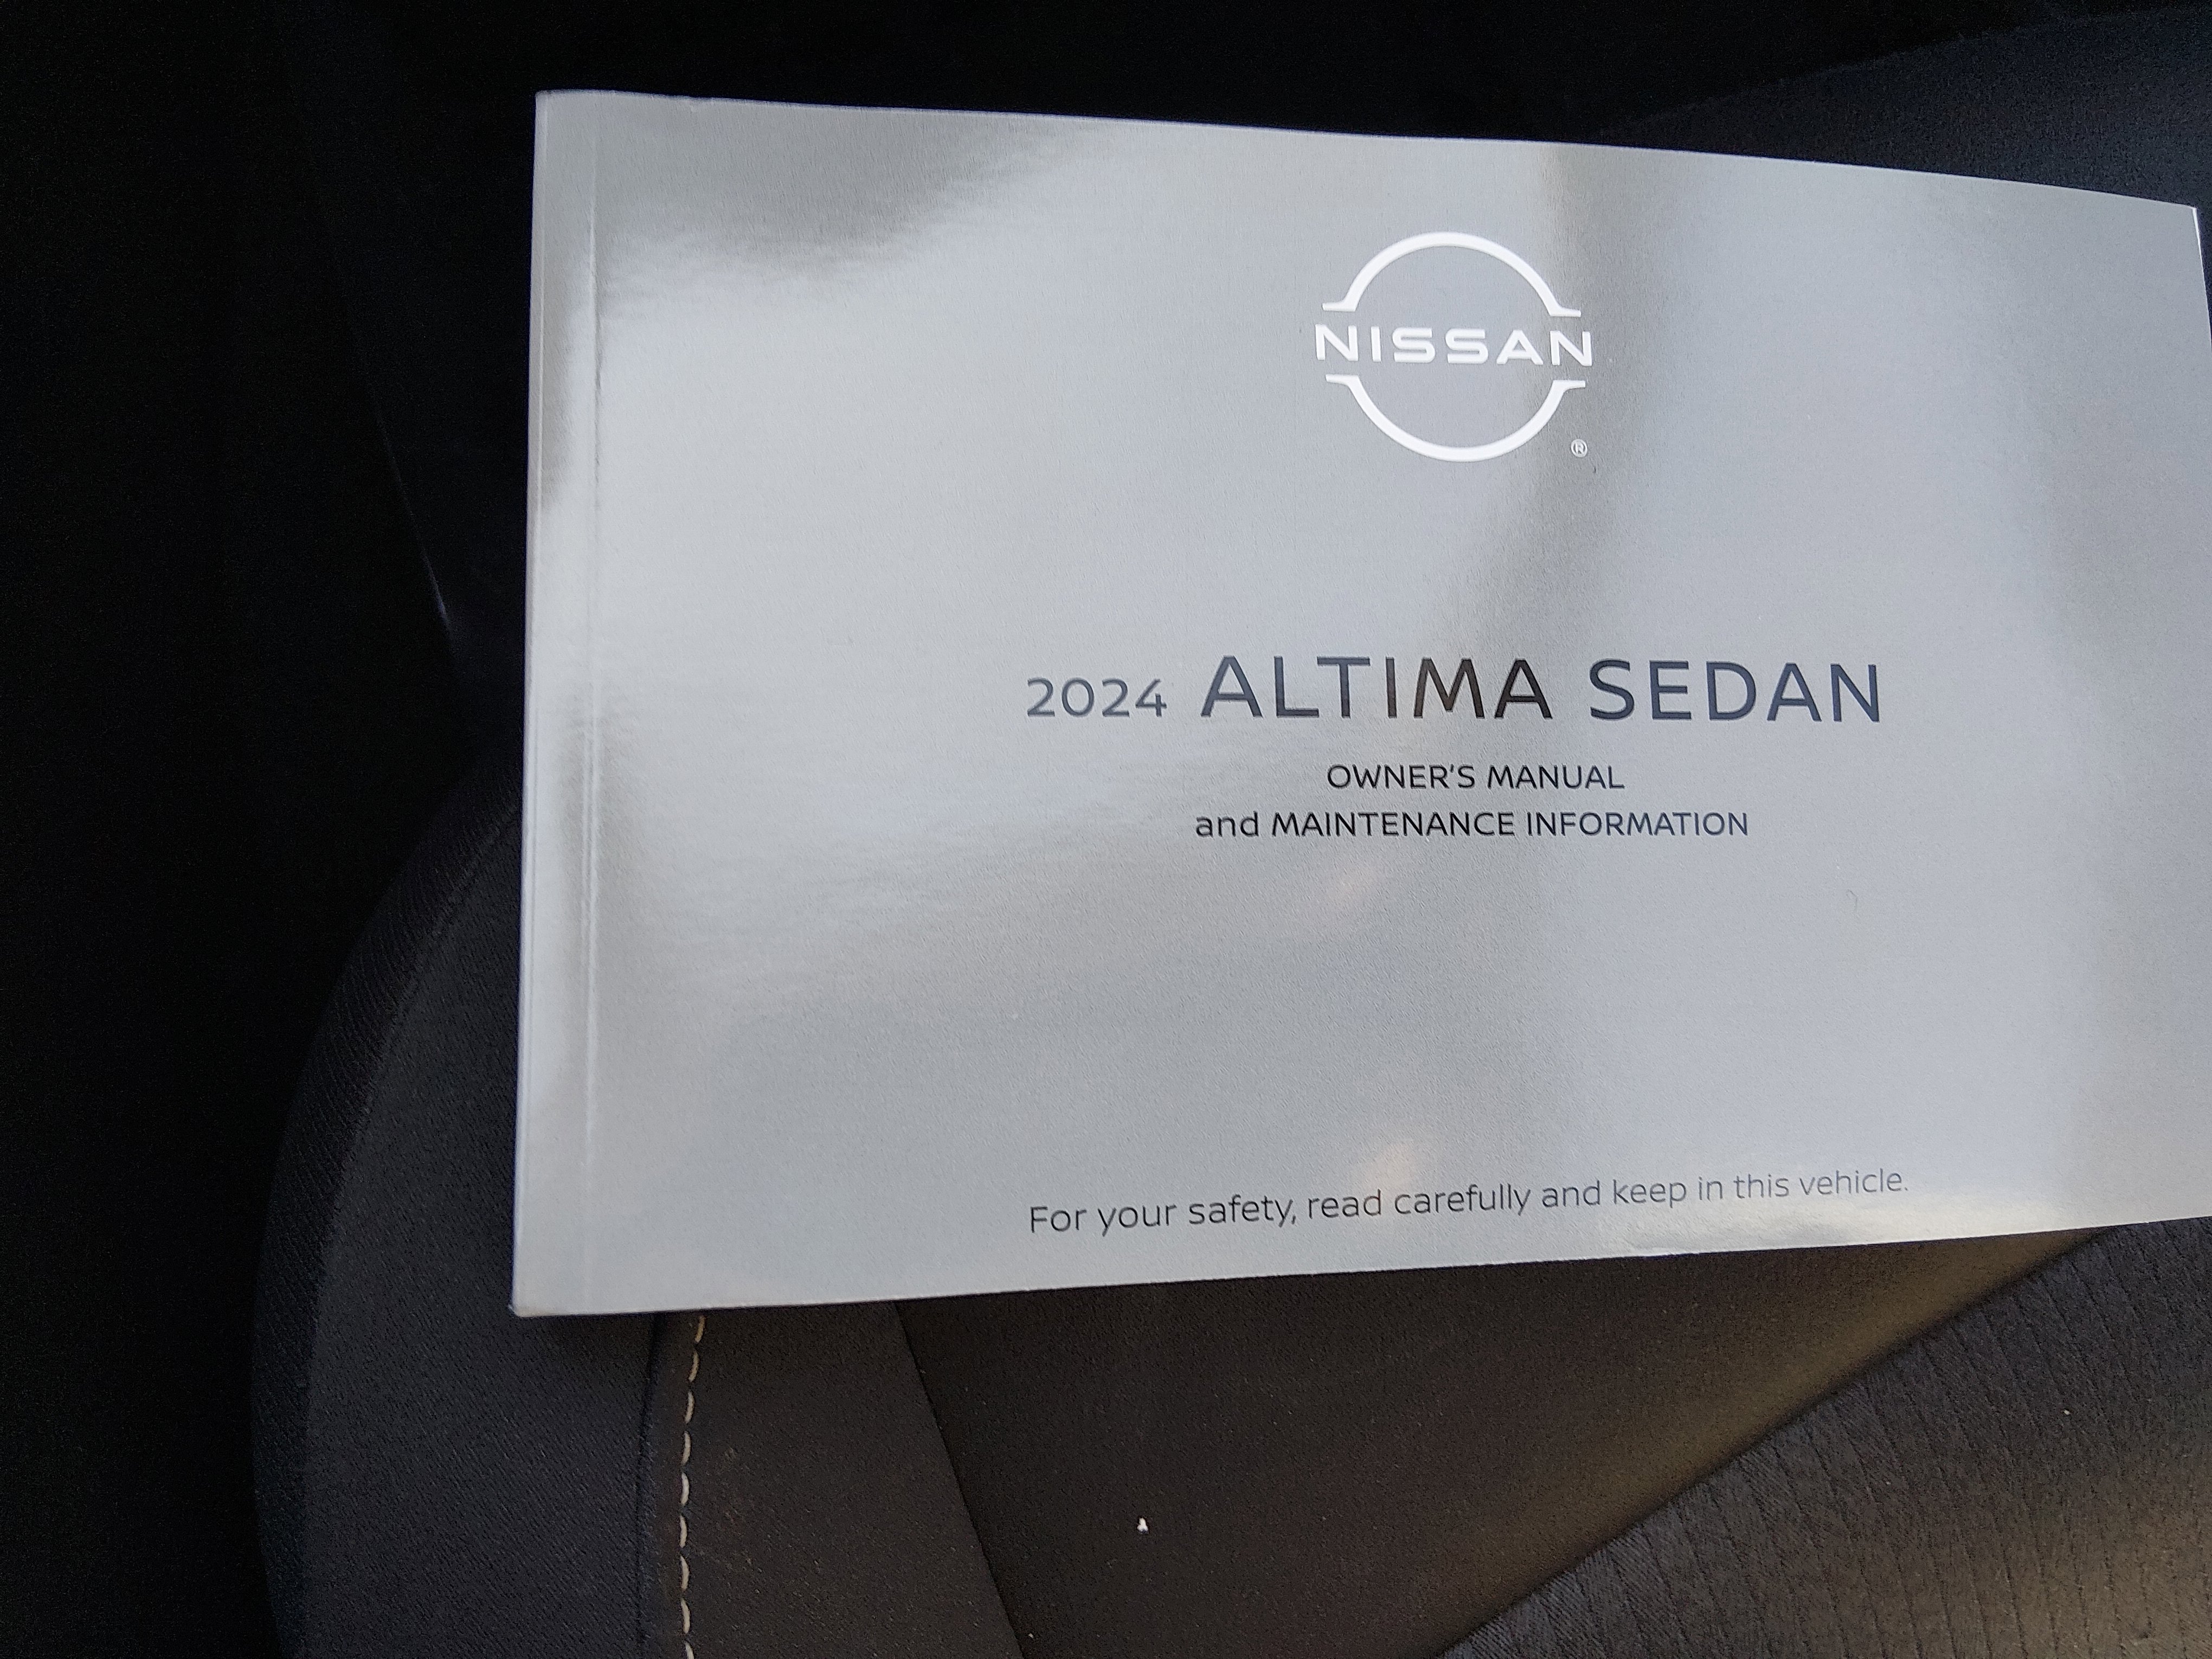 NISSAN
®
2024 ALTIMA SEDAN
OWNER'S MANUAL
and MAINTENANCE INFORMATION
For your safety, read carefully and keep in this vehicle.